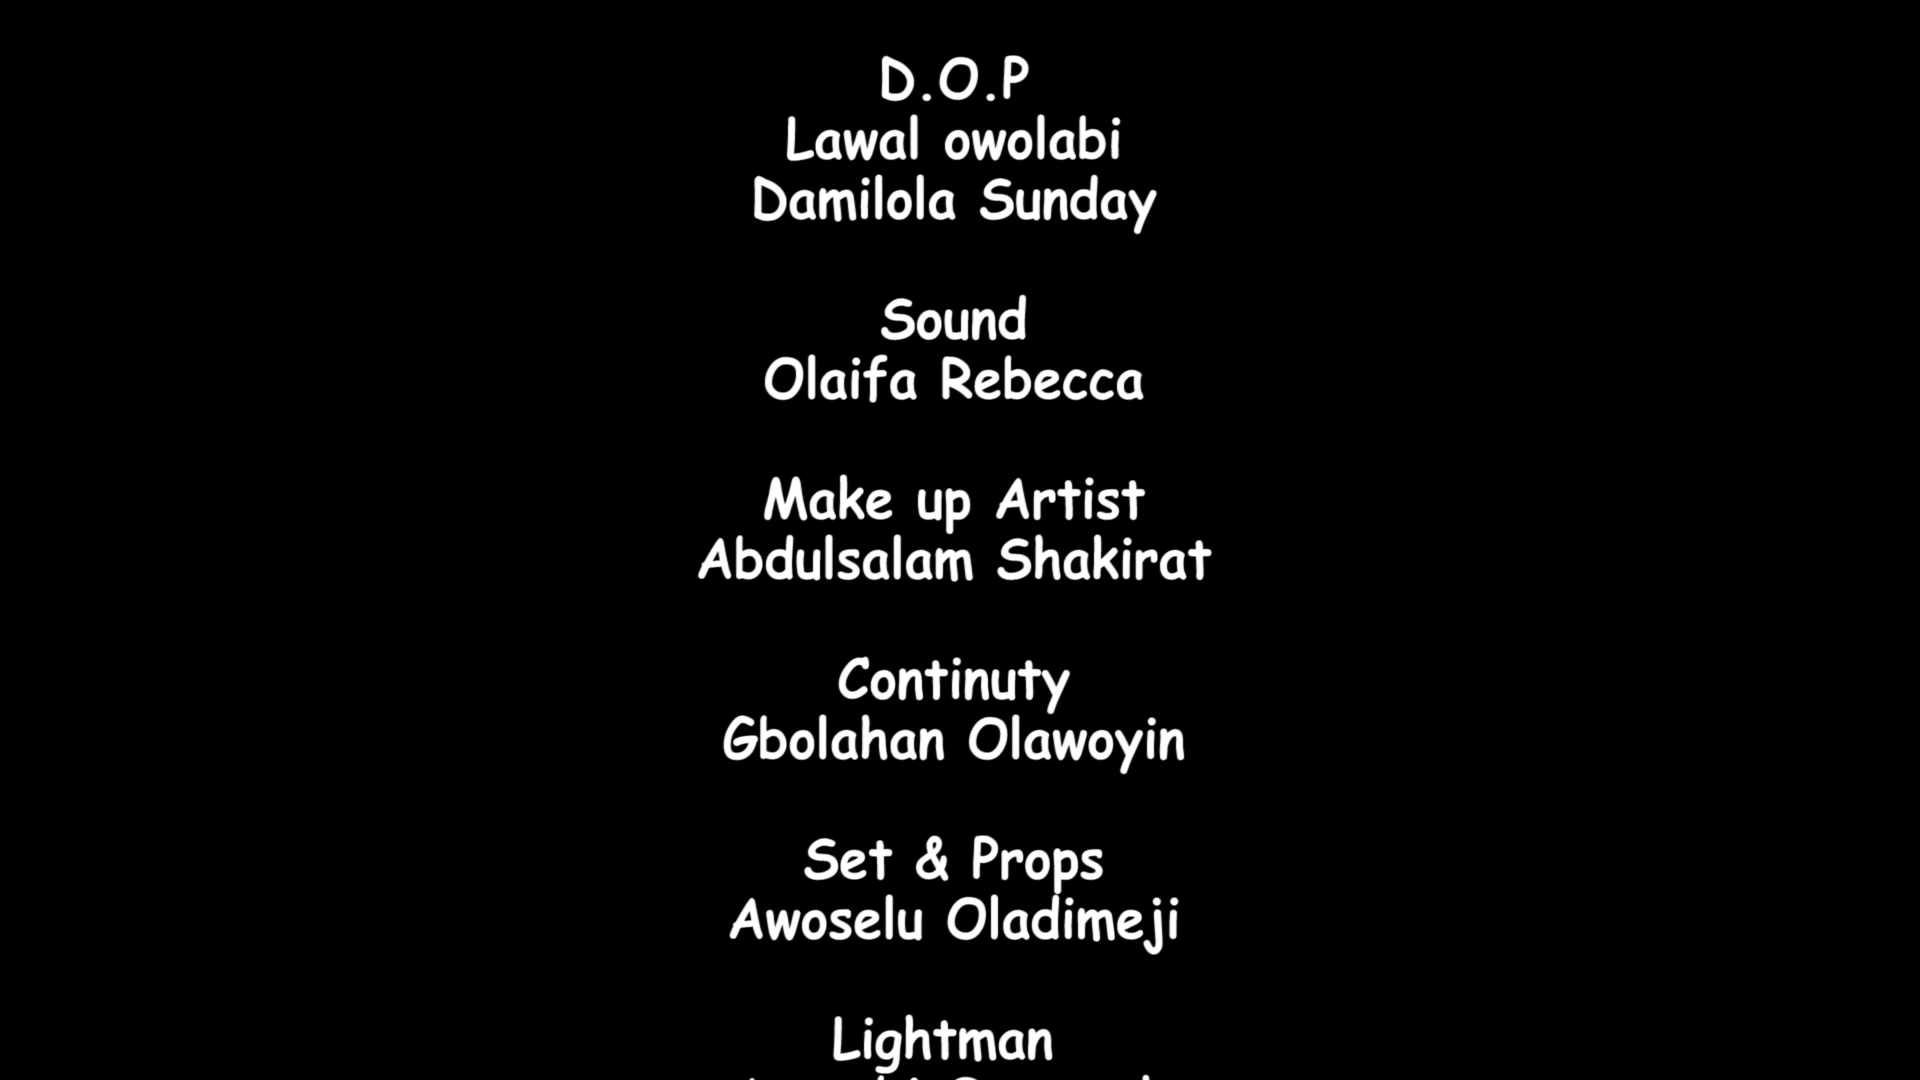 D.O.P
Lawal owolabi
Damilola Sunday
Sound
Olaifa Rebecca
Make up Artist
Abdulsalam Shakirat
Continuty
Gbolahan Olawoyin
Set & Props
Awoselu Oladimeji
Lightman